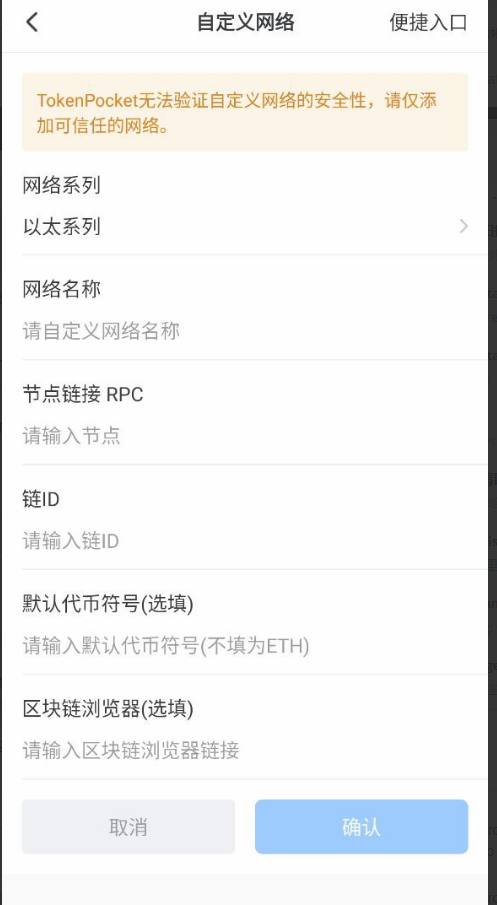 自定义网络
便捷入口
TokenPocket无法验证自定义网络的安全性，请仅添
加可信任的网络。
网络系列
以太系列
网络名称
请自定义网络名称
节点链接 RPC
请输入节点
链ID
请输入链ID
默认代币符号(选填)
请输入默认代币符号(不填为ETH)
区块链浏览器(选填)
请输入区块链浏览器链接
取消
确认